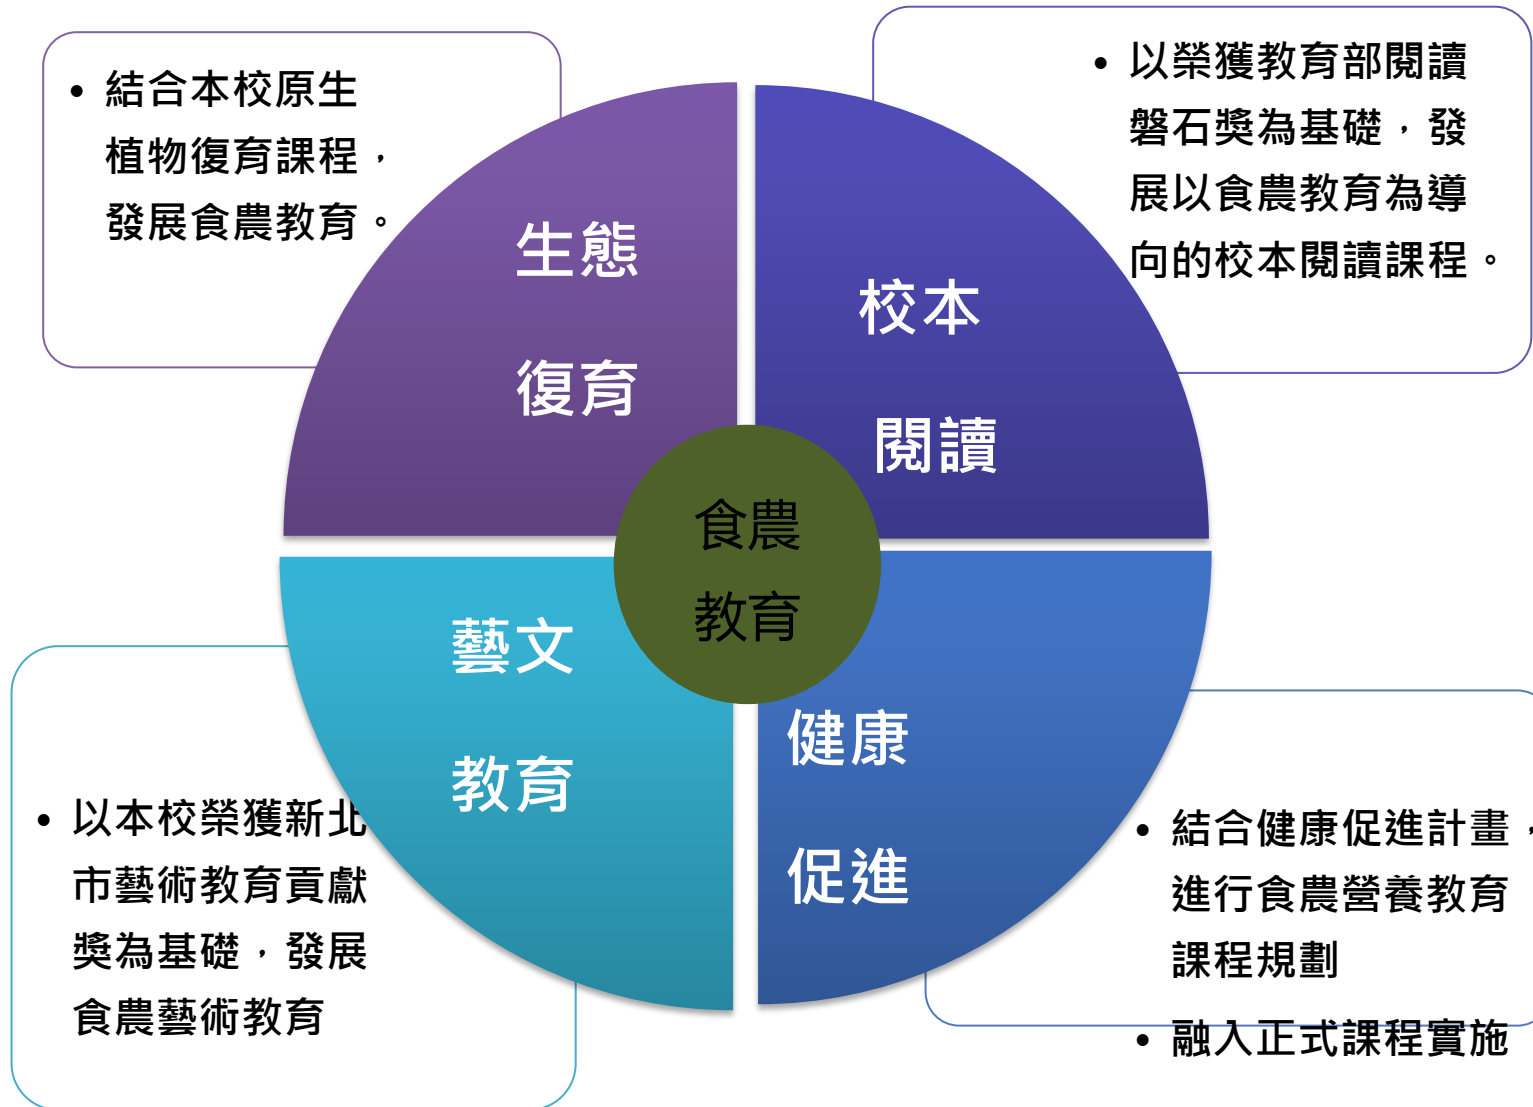 • 結合本校原生
植物復育課程，
發展食農教育。
• 以榮獲教育部閱讀
磐石獎為基礎，發
展以食農教育為導
向的校本閱讀課程。
生態
復育
校本
閱讀
食農
教育
藝文
教育
健康
促進
• 以本校榮獲新北
市藝術教育貢獻
獎為基礎，發展
食農藝術教育
• 結合健康促進計畫，
進行食農營養教育
課程規劃
• 融入正式課程實施